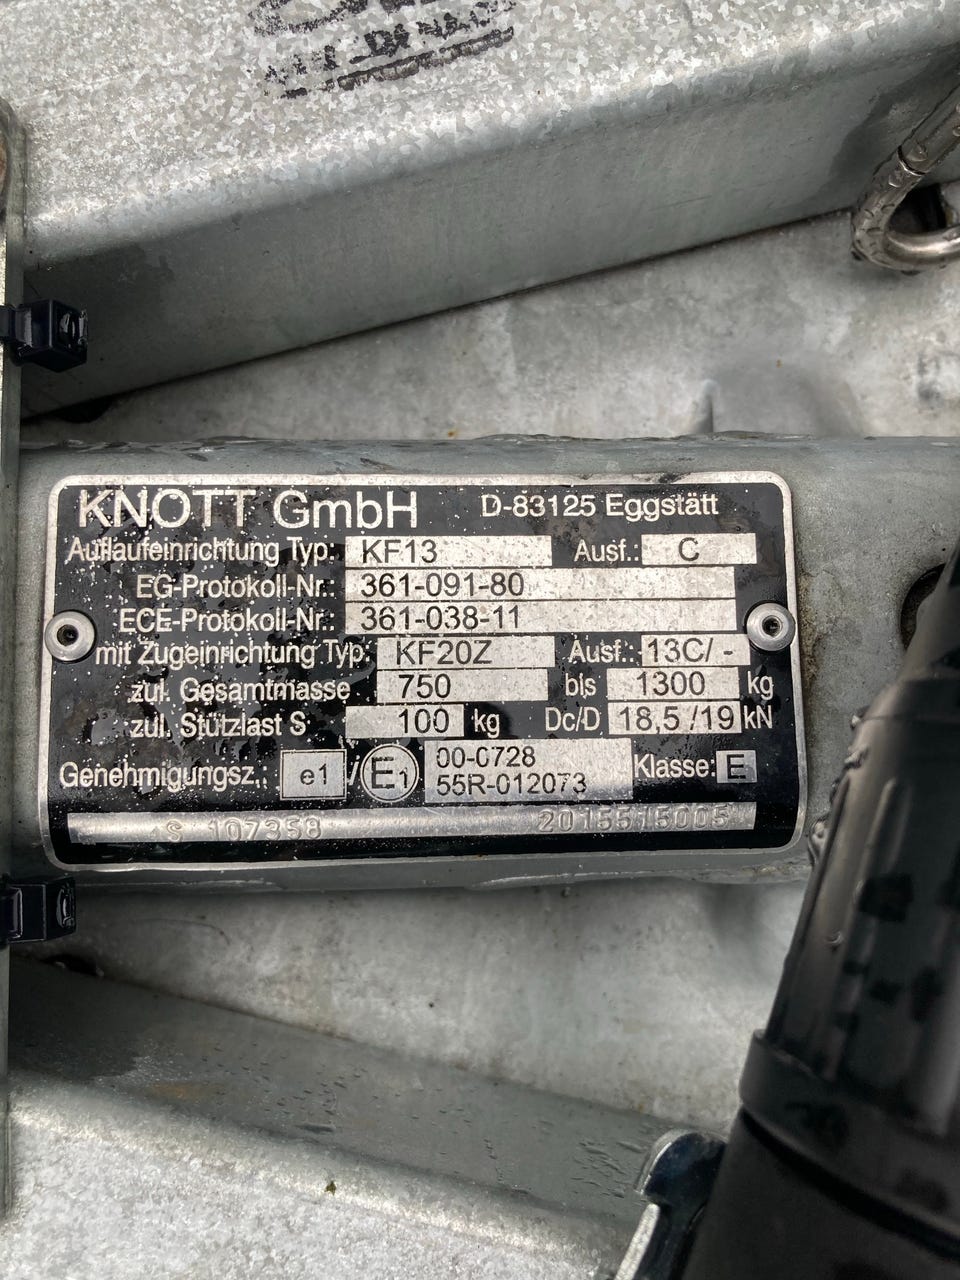 KNOTT GmbH D-83125 Eggstätt
Auflaufeinrichtung Typ: KF13 Ausf.: C
EG-Protokoll-Nr.: 361-091-80
ECE-Protokoll-Nr.: 361-038-11
mit Zugeinrichtung Typ: KF20Z Ausf.: 13C/ -
zul. Gesamtmasse 750 bis 1300 kg
zul. Stützlast S 100 kg Dc/D 18,5 /19 kN
Genehmigungsz.: e1 / E1 00-0728 Klasse: E
55R-012073
S 107358 2015515005